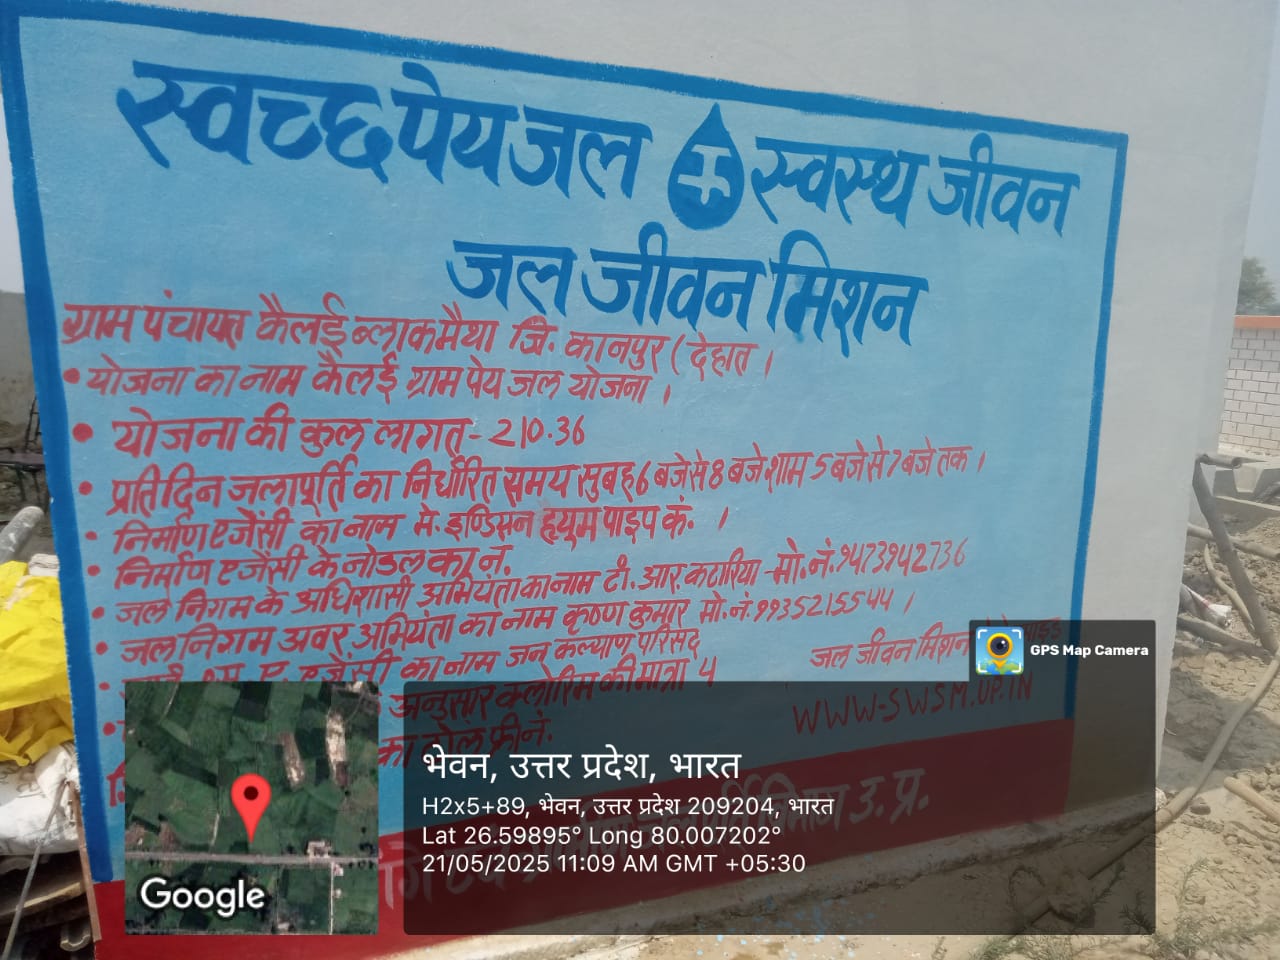 स्वच्छ पेयजल स्वस्थ जीवन
जल जीवन मिशन
ग्राम पंचायत कैलई ब्लाक मैथा जि. कानपुर (देहात ।
• योजना का नाम कैलई ग्राम पेय जल योजना ।
• योजना की कुल लागत - 210.36
• प्रतिदिन जलापूर्ति का निर्धारित समय सुबह 6 बजे से 8 बजे शाम 5 बजे से 7 बजे तक ।
• निर्माण एजेंसी का नाम मे. इण्डियन ह्यूम पाइप कं. ।
• निर्माण एजेंसी के नोडल का नं.
• जल निगम के अधिशासी अभियंता का नाम टी. आर. कटारिया - मो. नं. 9473942736
• जल निगम अवर अभियंता का नाम कृष्ण कुमार मो. नं. 9935215544 ।
ए. एजेंसी का नाम जन कल्याण परिसद
अनुसार क्लोरिन की मात्रा 4
का टोल फ्री नं.
जल जीवन मिशन
WWW-SWSM.UP.IN
उ. प्र.
GPS Map Camera
Google
भेवन, उत्तर प्रदेश, भारत
H2x5+89, भेवन, उत्तर प्रदेश 209204, भारत
Lat 26.59895° Long 80.007202°
21/05/2025 11:09 AM GMT +05:30